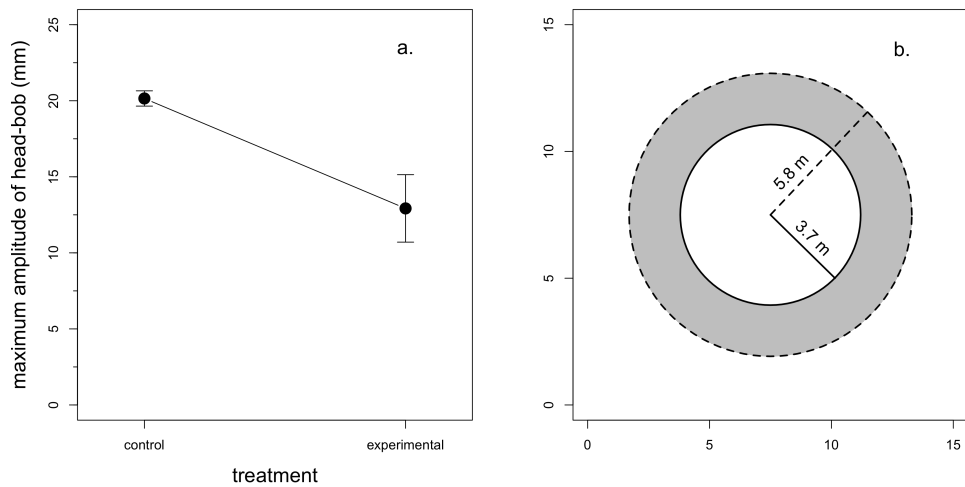 maximum amplitude of head-bob (mm)
25
20
15
10
5
0
a.
control
experimental
treatment
b.
15
10
5
0
5.8 m
3.7 m
0
5
10
15